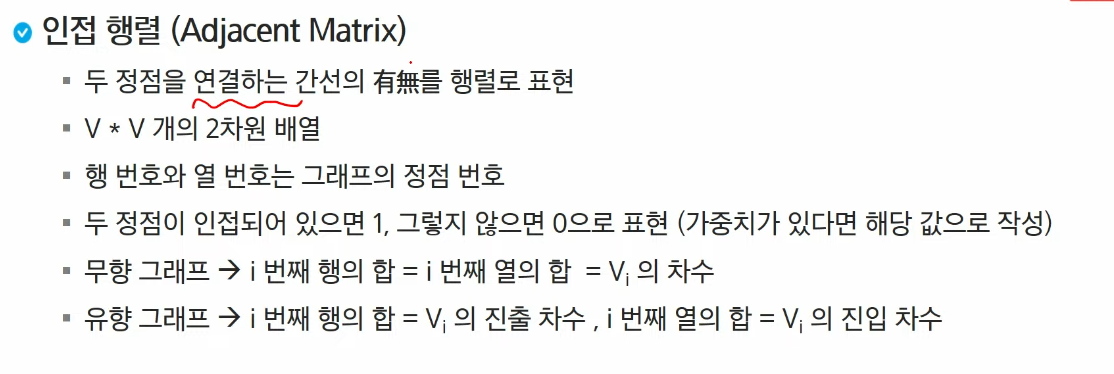 인접 행렬 (Adjacent Matrix)
▪ 두 정점을 연결하는 간선의 有無를 행렬로 표현
▪ V * V 개의 2차원 배열
▪ 행 번호와 열 번호는 그래프의 정점 번호
▪ 두 정점이 인접되어 있으면 1, 그렇지 않으면 0으로 표현 (가중치가 있다면 해당 값으로 작성)
▪ 무향 그래프 → i 번째 행의 합 = i 번째 열의 합 = Vi 의 차수
▪ 유향 그래프 → i 번째 행의 합 = Vi 의 진출 차수 , i 번째 열의 합 = Vi 의 진입 차수